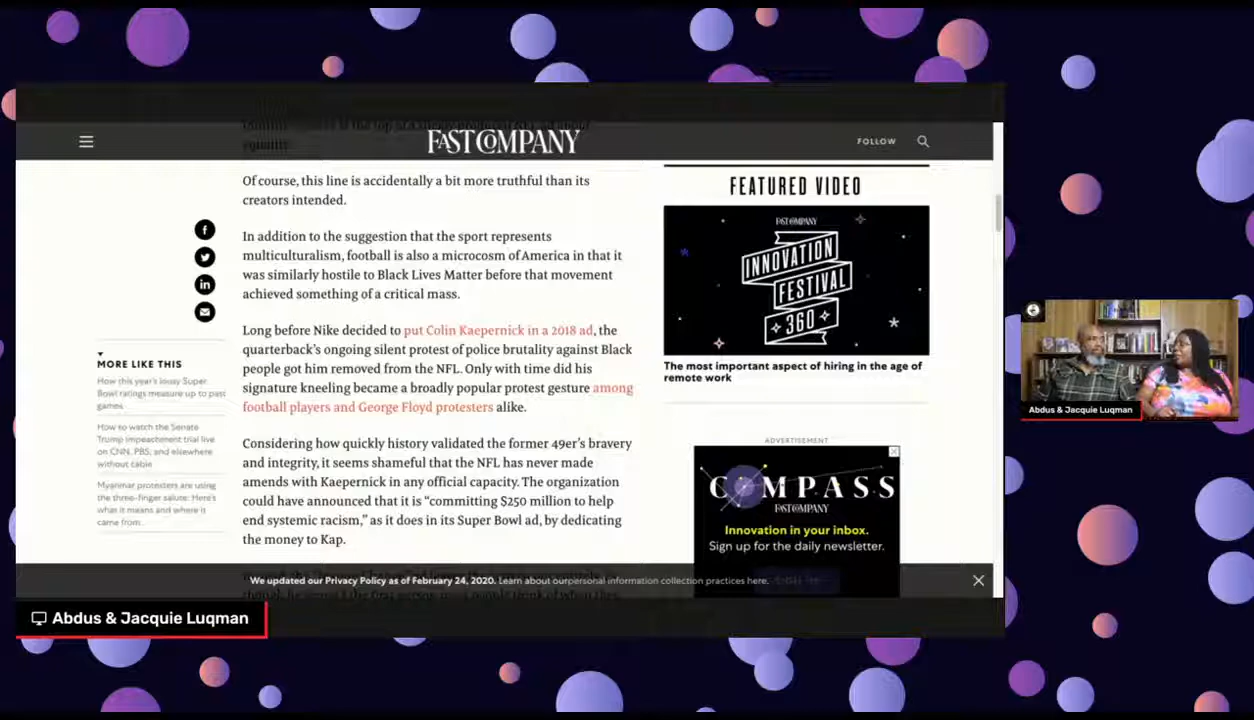 equality.
FAST COMPANY
FOLLOW
Of course, this line is accidentally a bit more truthful than its
creators intended.
In addition to the suggestion that the sport represents
multiculturalism, football is also a microcosm of America in that it
was similarly hostile to Black Lives Matter before that movement
achieved something of a critical mass.
Long before Nike decided to put Colin Kaepernick in a 2018 ad, the
quarterback's ongoing silent protest of police brutality against Black
people got him removed from the NFL. Only with time did his
signature kneeling became a broadly popular protest gesture among
football players and George Floyd protesters alike.
Considering how quickly history validated the former 49er's bravery
and integrity, it seems shameful that the NFL has never made
amends with Kaepernick in any official capacity. The organization
could have announced that it is "committing $250 million to help
end systemic racism," as it does in its Super Bowl ad, by dedicating
the money to Kap.
MORE LIKE THIS
How this year's lousy Super
Bowl ratings measure up to past
games
How to watch the Senate
Trump impeachment trial live
on CNN, PBS, and elsewhere
without cable
Myanmar protesters are using
the three-finger salute: Here's
what it means and where it
came from
FEATURED VIDEO
FAST COMPANY
INNOVATION
FESTIVAL
360
The most important aspect of hiring in the age of
remote work
ADVERTISEMENT
COMPASS
FAST COMPANY
Innovation in your inbox.
Sign up for the daily newsletter.
We updated our Privacy Policy as of February 24, 2020. Learn about ourpersonal information collection practices here.
Abdus & Jacquie Luqman
Abdus & Jacquie Luqman